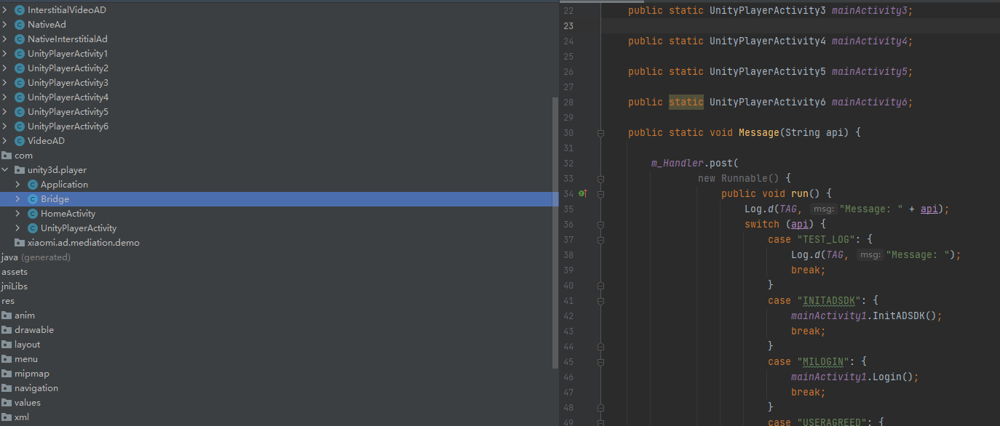 InterstitialVideoAD
NativeAd
NativeInterstitialAd
UnityPlayerActivity1
UnityPlayerActivity2
UnityPlayerActivity3
UnityPlayerActivity4
UnityPlayerActivity5
UnityPlayerActivity6
VideoAD
com
unity3d.player
Application
Bridge
HomeActivity
UnityPlayerActivity
xiaomi.ad.mediation.demo
java (generated)
assets
jniLibs
res
anim
drawable
layout
menu
mipmap
navigation
values
xml
22 public static UnityPlayerActivity3 mainActivity3;
23
24 public static UnityPlayerActivity4 mainActivity4;
25
26 public static UnityPlayerActivity5 mainActivity5;
27
28 public static UnityPlayerActivity6 mainActivity6;
29
30 public static void Message(String api) {
31
32 m_Handler.post(
33 new Runnable() {
34 public void run() {
35 Log.d(TAG, msg: "Message: " + api);
36 switch (api) {
37 case "TEST_LOG": {
38 Log.d(TAG, msg: "Message: ");
39 break;
40 }
41 case "INITADSDK": {
42 mainActivity1.InitADSDK();
43 break;
44 }
45 case "MILOGIN": {
46 mainActivity1.Login();
47 break;
48 }
49 case "USERAGREED": {